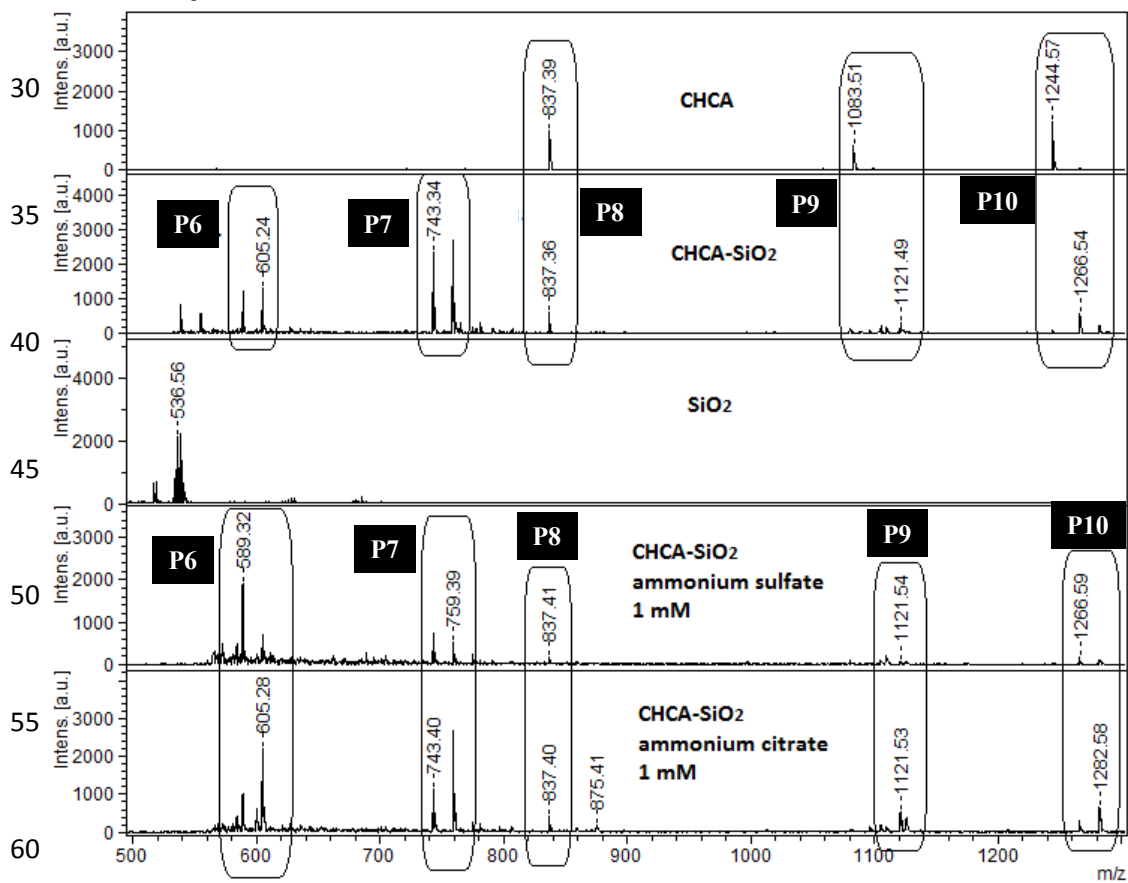 30
Intens. [a.u.]
3000
2000
1000
0
837.39
CHCA
1083.51
1244.57
35
40
Intens. [a.u.]
4000
3000
2000
1000
0
P6
605.24
P7
743.34
P8
837.36
CHCA-SiO2
P9
1121.49
P10
1266.54
45
Intens. [a.u.]
4000
2000
0
536.56
SiO2
50
Intens. [a.u.]
3000
2000
1000
0
P6
589.32
P7
759.39
P8
837.41
CHCA-SiO2
ammonium sulfate
1 mM
P9
1121.54
P10
1266.59
55
Intens. [a.u.]
3000
2000
1000
0
605.28
743.40
837.40
875.41
CHCA-SiO2
ammonium citrate
1 mM
1121.53
1282.58
60
500 600 700 800 900 1000 1100 1200
m/z